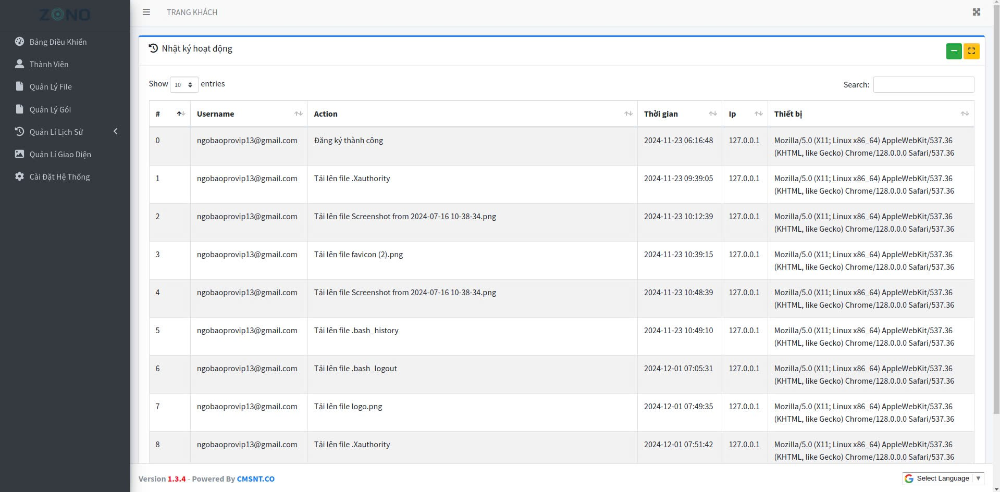 ZONO
TRANG KHÁCH
Bảng Điều Khiển
Thành Viên
Quản Lý File
Quản Lý Gói
Quản Lí Lịch Sử
Quản Lí Giao Diện
Cài Đặt Hệ Thống
Nhật ký hoạt động
Show 10 entries
Search:
# Username Action Thời gian Ip Thiết bị
0 ngobaoprovip13@gmail.com Đăng ký thành công 2024-11-23 06:16:48 127.0.0.1 Mozilla/5.0 (X11; Linux x86_64) AppleWebKit/537.36
(KHTML, like Gecko) Chrome/128.0.0.0 Safari/537.36
1 ngobaoprovip13@gmail.com Tải lên file .Xauthority 2024-11-23 09:39:05 127.0.0.1 Mozilla/5.0 (X11; Linux x86_64) AppleWebKit/537.36
(KHTML, like Gecko) Chrome/128.0.0.0 Safari/537.36
2 ngobaoprovip13@gmail.com Tải lên file Screenshot from 2024-07-16 10-38-34.png 2024-11-23 10:12:39 127.0.0.1 Mozilla/5.0 (X11; Linux x86_64) AppleWebKit/537.36
(KHTML, like Gecko) Chrome/128.0.0.0 Safari/537.36
3 ngobaoprovip13@gmail.com Tải lên file favicon (2).png 2024-11-23 10:39:15 127.0.0.1 Mozilla/5.0 (X11; Linux x86_64) AppleWebKit/537.36
(KHTML, like Gecko) Chrome/128.0.0.0 Safari/537.36
4 ngobaoprovip13@gmail.com Tải lên file Screenshot from 2024-07-16 10-38-34.png 2024-11-23 10:48:39 127.0.0.1 Mozilla/5.0 (X11; Linux x86_64) AppleWebKit/537.36
(KHTML, like Gecko) Chrome/128.0.0.0 Safari/537.36
5 ngobaoprovip13@gmail.com Tải lên file .bash_history 2024-11-23 10:49:10 127.0.0.1 Mozilla/5.0 (X11; Linux x86_64) AppleWebKit/537.36
(KHTML, like Gecko) Chrome/128.0.0.0 Safari/537.36
6 ngobaoprovip13@gmail.com Tải lên file .bash_logout 2024-12-01 07:05:31 127.0.0.1 Mozilla/5.0 (X11; Linux x86_64) AppleWebKit/537.36
(KHTML, like Gecko) Chrome/128.0.0.0 Safari/537.36
7 ngobaoprovip13@gmail.com Tải lên file logo.png 2024-12-01 07:49:35 127.0.0.1 Mozilla/5.0 (X11; Linux x86_64) AppleWebKit/537.36
(KHTML, like Gecko) Chrome/128.0.0.0 Safari/537.36
8 ngobaoprovip13@gmail.com Tải lên file .Xauthority 2024-12-01 07:51:42 127.0.0.1 Mozilla/5.0 (X11; Linux x86_64) AppleWebKit/537.36
(KHTML, like Gecko) Chrome/128.0.0.0 Safari/537.36
Version 1.3.4 - Powered By CMSNT.CO
Select Language